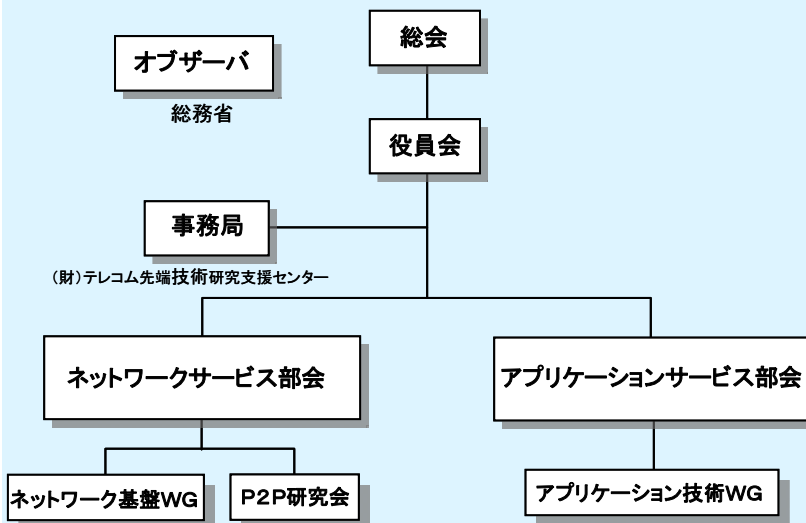 総会
オブザーバ
総務省
役員会
事務局
（財）テレコム先端技術研究支援センター
ネットワークサービス部会
アプリケーションサービス部会
ネットワーク基盤WG
P2P研究会
アプリケーション技術WG